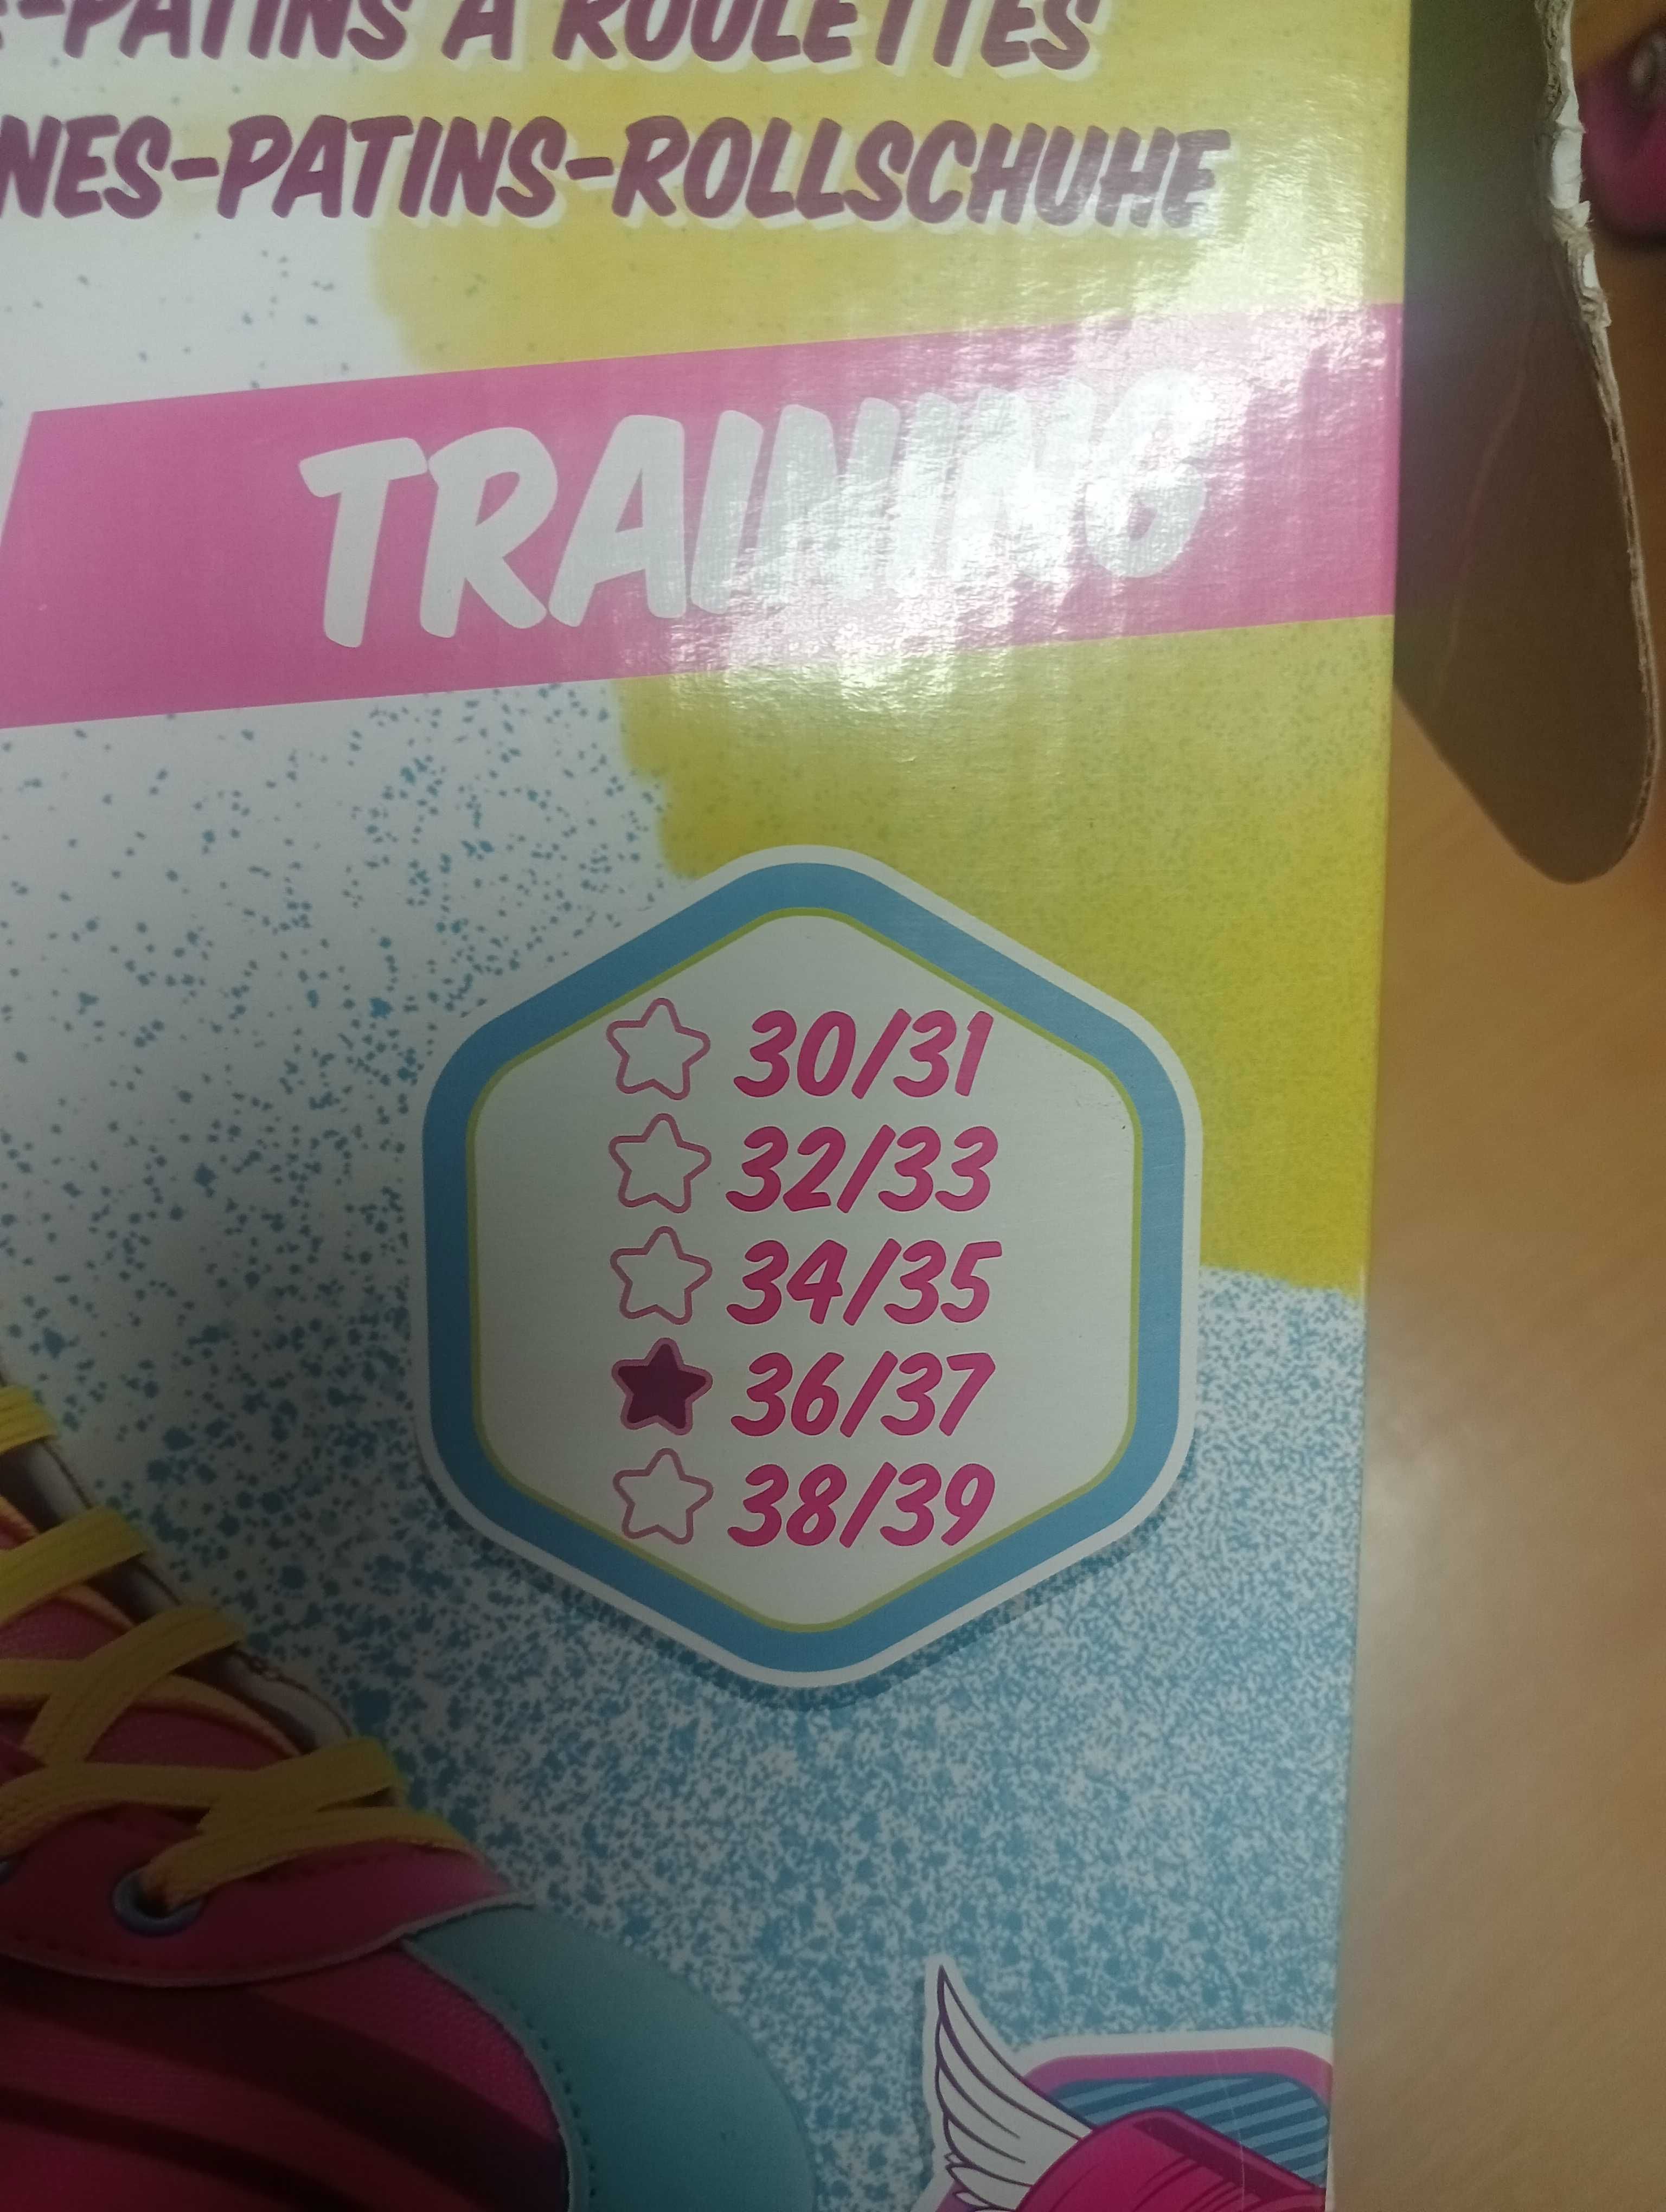 -PATINS A ROULETTES
NES-PATINS-ROLLSCHUHE
TRAINING
30/31
32/33
34/35
36/37
38/39